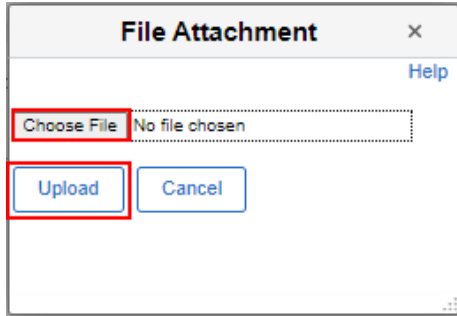 File Attachment ×
Help
Choose File No file chosen
Upload Cancel